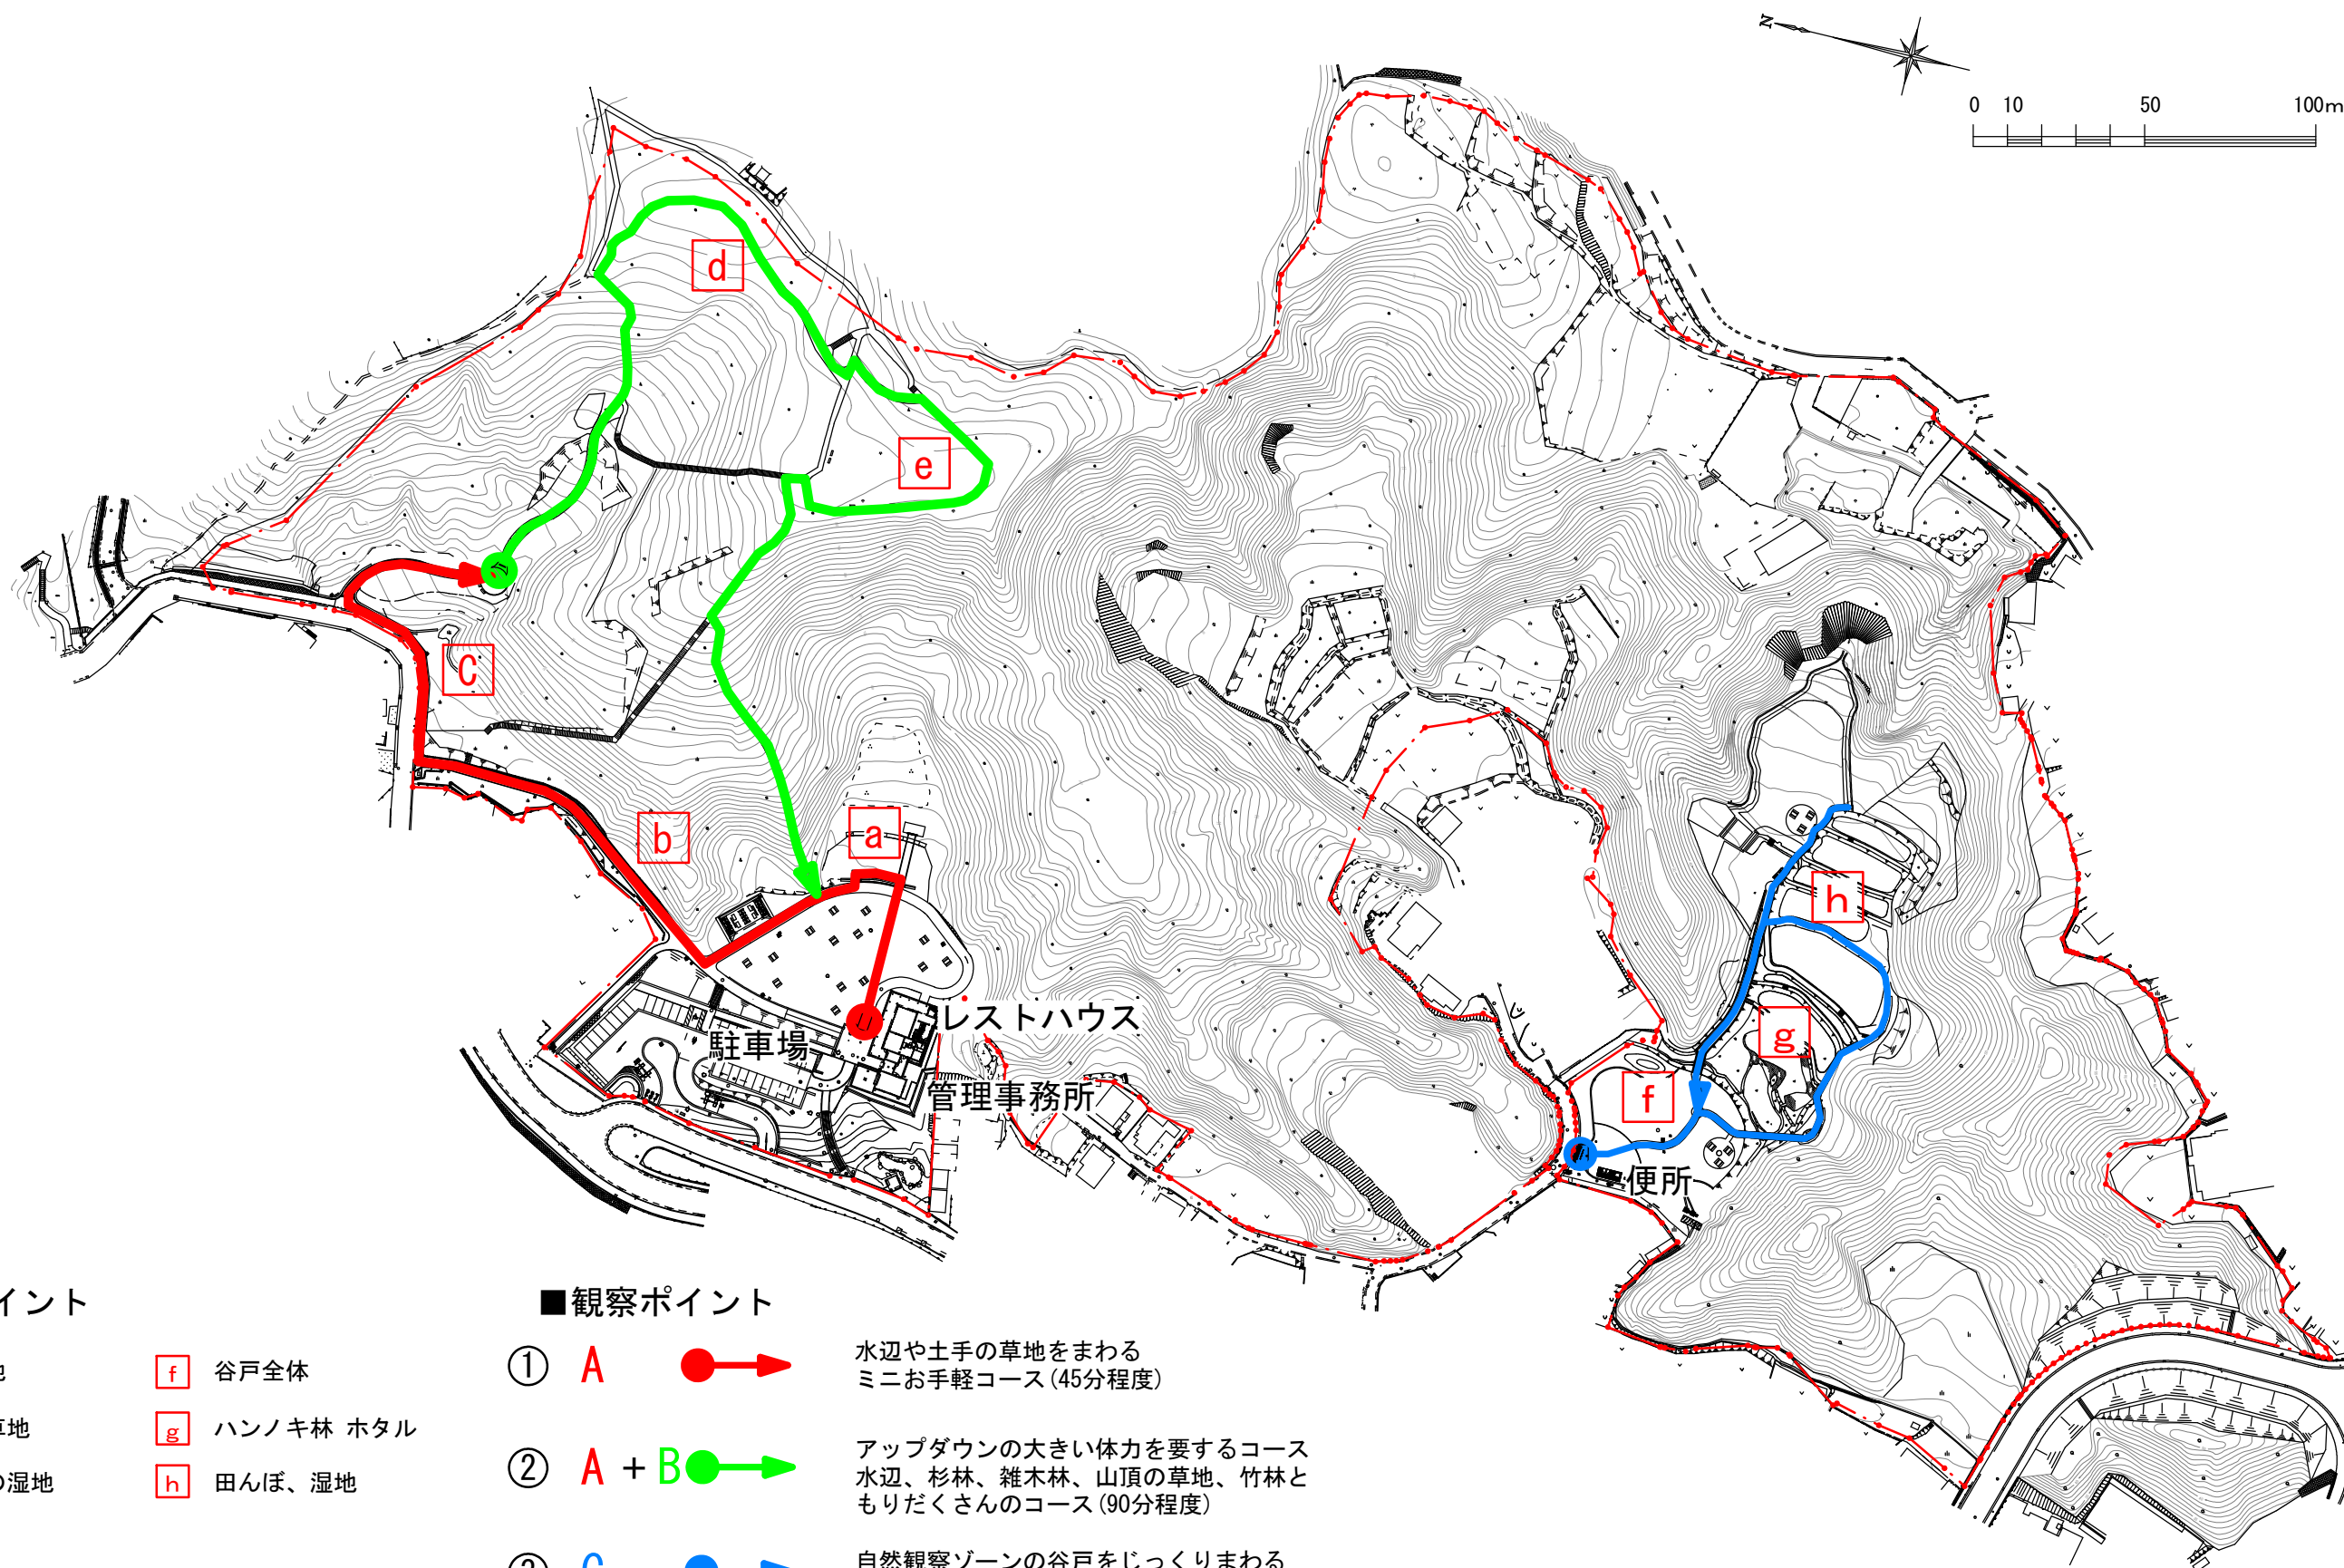 N
0 10 50 100m
d
e
C
b
a
h
g
f
レストハウス
駐車場
管理事務所
便所
イント
■観察ポイント
① A 水辺や土手の草地をまわる
ミニお手軽コース(45分程度)
f 谷戸全体
草地
g ハンノキ林 ホタル
② A + B アップダウンの大きい体力を要するコース
水辺、杉林、雑木林、山頂の草地、竹林と
もりだくさんのコース(90分程度)
の湿地
h 田んぼ、湿地
自然観察ゾーンの谷戸をじっくりまわる